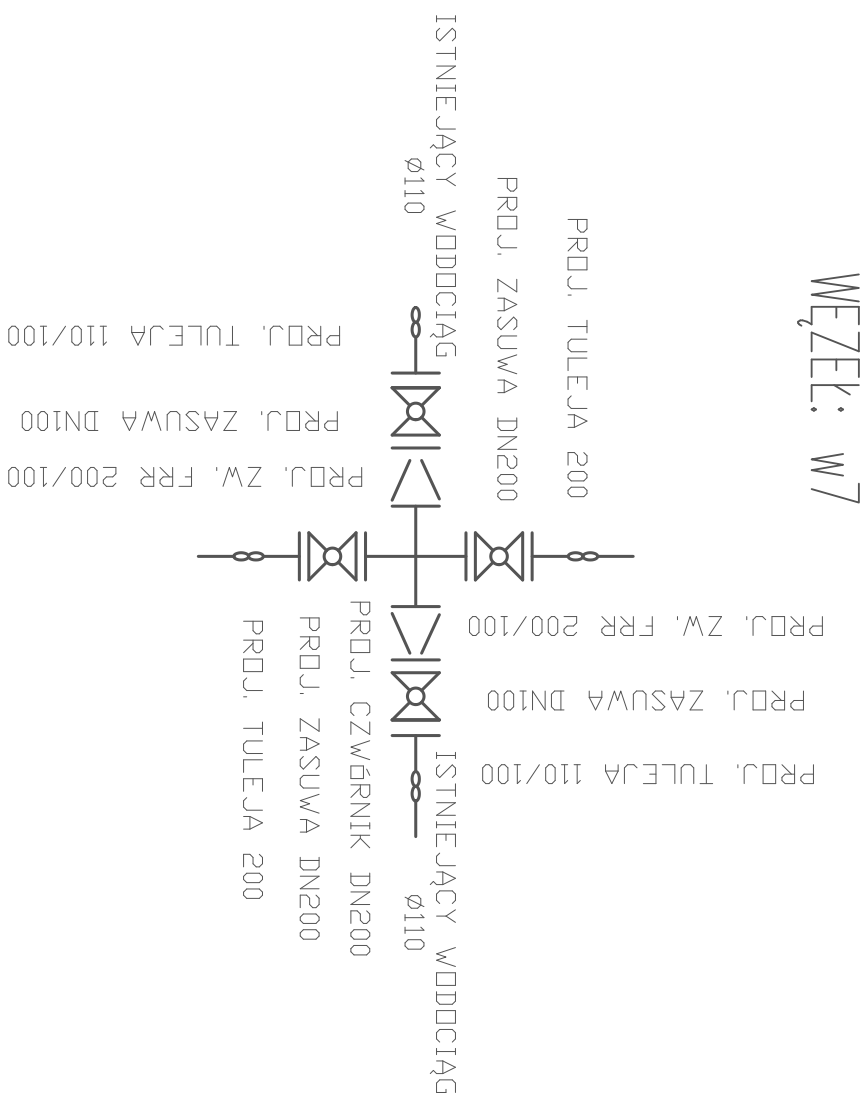 WĘZEŁ: w7
PROJ. TULEJA 200
PROJ. ZASUWA DN200
ISTNIEJĄCY WODOCIĄG
Ø110
PROJ. TULEJA 110/100
PROJ. ZASUWA DN100
PROJ. ZW. FRR 200/100
PROJ. ZW. FRR 200/100
PROJ. ZASUWA DN100
PROJ. TULEJA 110/100
ISTNIEJĄCY WODOCIĄG
Ø110
PROJ. CZWóRNIK DN200
PROJ. ZASUWA DN200
PROJ. TULEJA 200